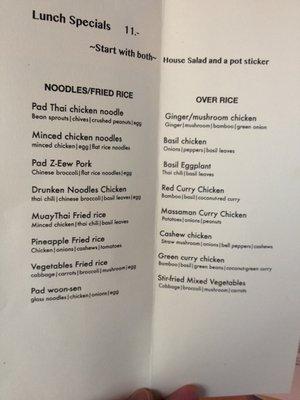 Lunch Specials 11.-
~Start with both~ House Salad and a pot sticker
NOODLES/FRIED RICE
Pad Thai chicken noodle
Bean sprouts|chives|crushed peanuts|egg
Minced chicken noodles
minced chicken|egg|flat rice noodles
Pad Z-Eew Pork
Chinese broccoli|flat rice noodles|egg
Drunken Noodles Chicken
thai chili|chinese broccoli|basil leaves|egg
MuayThai Fried rice
Minced chicken|thai chili|basil leaves
Pineapple Fried rice
Chicken|onions|cashews|tomatoes
Vegetables Fried rice
cabbage|carrots|broccoli|mushroom|egg
Pad woon-sen
glass noodles|chicken|onions|egg
OVER RICE
Ginger/mushroom chicken
Ginger|mushroom|bamboo|green onion
Basil chicken
Onions|peppers|basil leaves
Basil Eggplant
Thai chili|basil leaves
Red Curry Chicken
Bamboo|basil|coconut-red curry
Massaman Curry Chicken
Potatoes|onions|peanuts
Cashew chicken
Straw mushroom|onions|bell peppers|cashews
Green curry chicken
Bamboo|basil|green beans|coconut-green curry
Stir-fried Mixed Vegetables
Cabbage|broccoli|mushroom|carrots